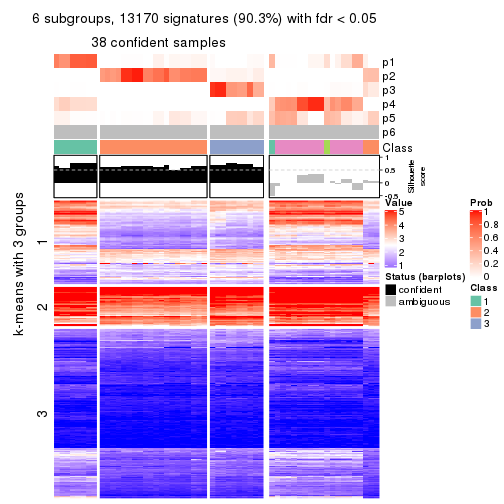 6 subgroups, 13170 signatures (90.3%) with fdr < 0.05
38 confident samples
p1
p2
p3
p4
p5
p6
Class
1
0.5
0
-0.5
Silhouette
score
k-means with 3 groups
1
2
3
Value
5
4
3
2
1
Status (barplots)
confident
ambiguous
Prob
1
0.8
0.6
0.4
0.2
0
Class
1
2
3